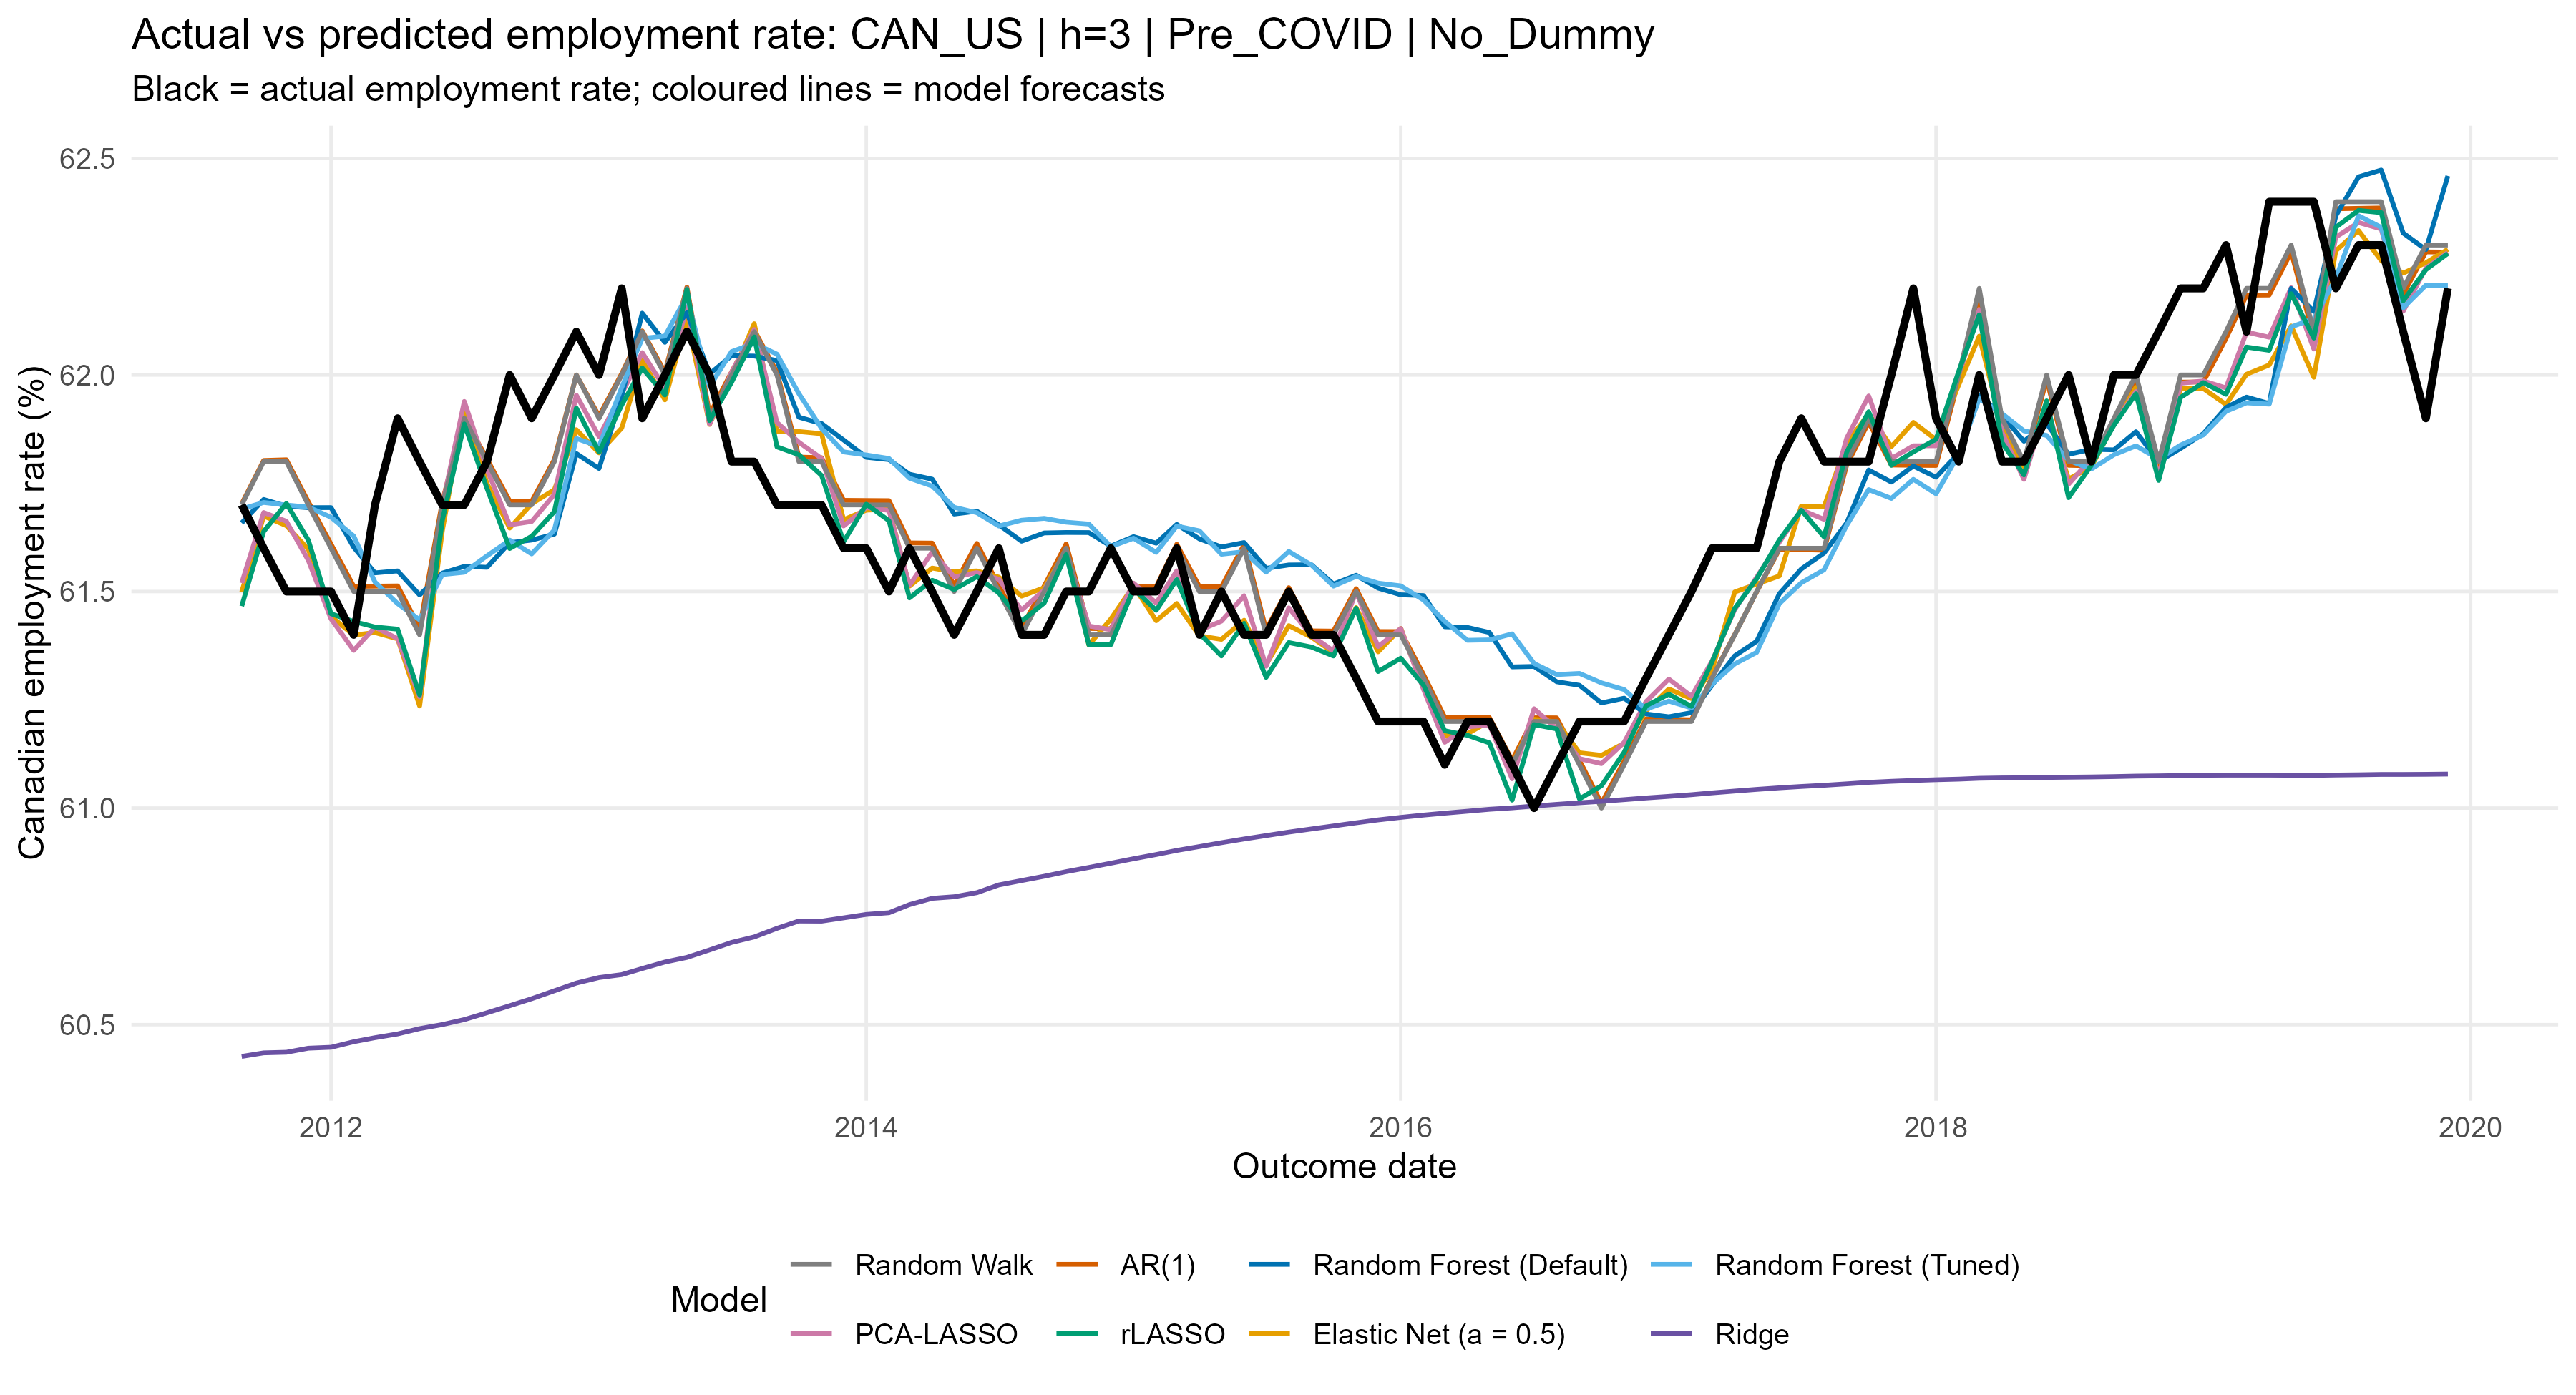 Actual vs predicted employment rate: CAN_US | h=3 | Pre_COVID | No_Dummy
Black = actual employment rate; coloured lines = model forecasts
Canadian employment rate (%)
62.5
62.0
61.5
61.0
60.5
2012 2014 2016 2018 2020
Outcome date
Model
Random Walk AR(1) Random Forest (Default) Random Forest (Tuned)
PCA-LASSO rLASSO Elastic Net (a = 0.5) Ridge